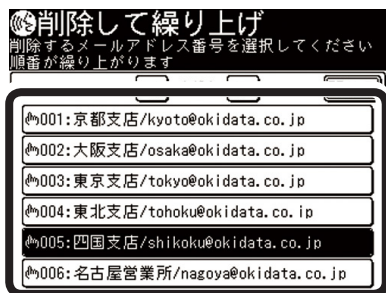 削除して繰り上げ
削除するメールアドレス番号を選択してください
順番が繰り上がります
001:京都支店/kyoto@okidata.co.jp
002:大阪支店/osaka@okidata.co.jp
003:東京支店/tokyo@okidata.co.jp
004:東北支店/tohoku@okidata.co.ip
005:四国支店/shikoku@okidata.co.jp
006:名古屋営業所/nagoya@okidata.co.jp